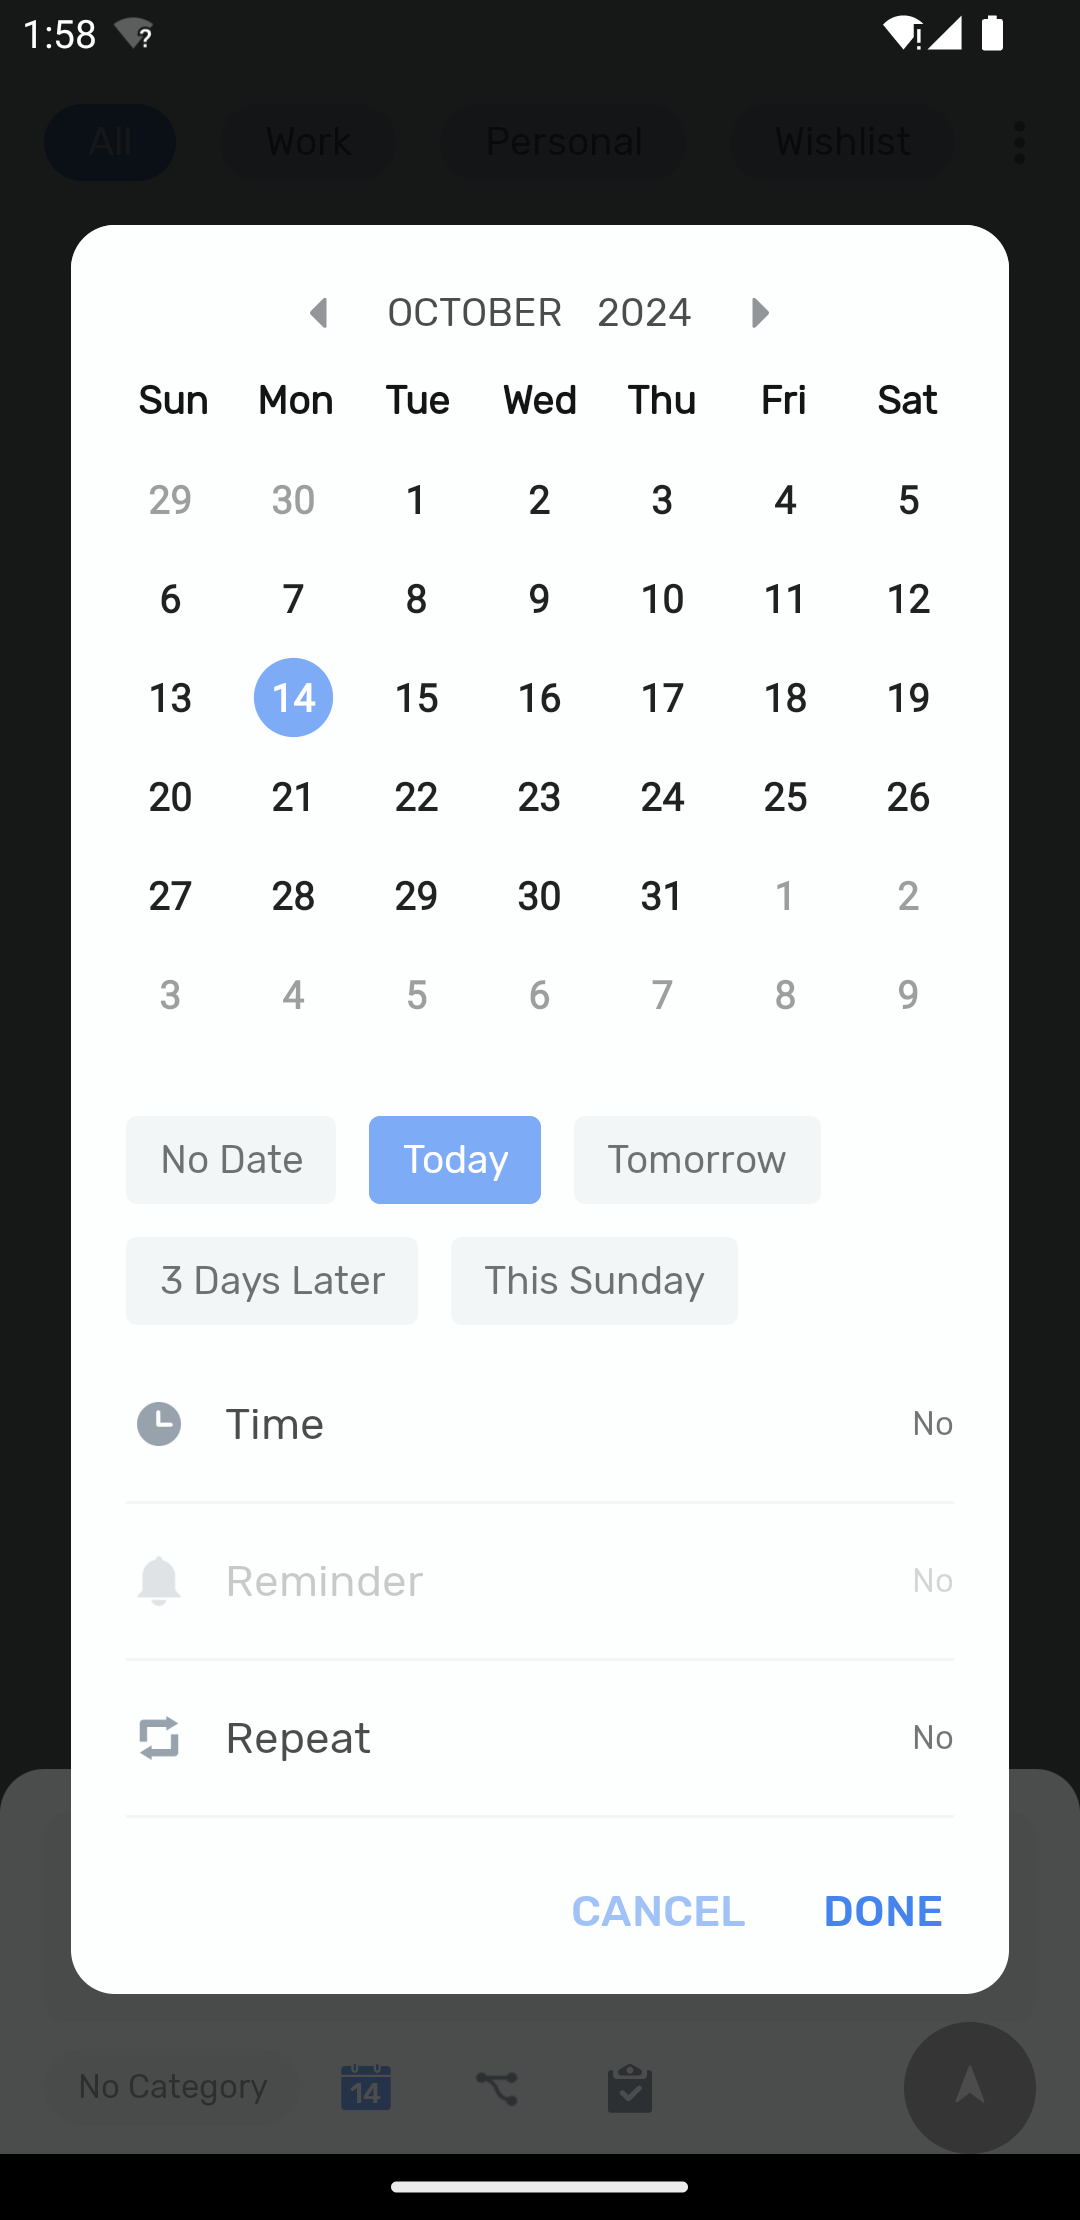 1:58
All Work Personal Wishlist
OCTOBER 2024
Sun Mon Tue Wed Thu Fri Sat
29 30 1 2 3 4 5
6 7 8 9 10 11 12
13 14 15 16 17 18 19
20 21 22 23 24 25 26
27 28 29 30 31 1 2
3 4 5 6 7 8 9
No Date Today Tomorrow
3 Days Later This Sunday
Time No
Reminder No
Repeat No
CANCEL DONE
No Category 14